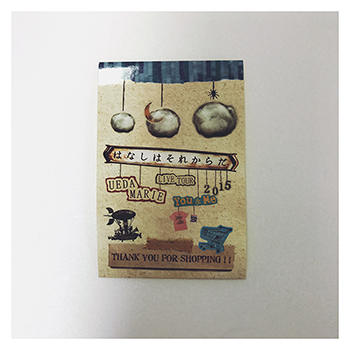 はなしはそれからだ
UEDA MARIE
LIVE TOUR
2015
You & Me
THANK YOU FOR SHOPPING !!